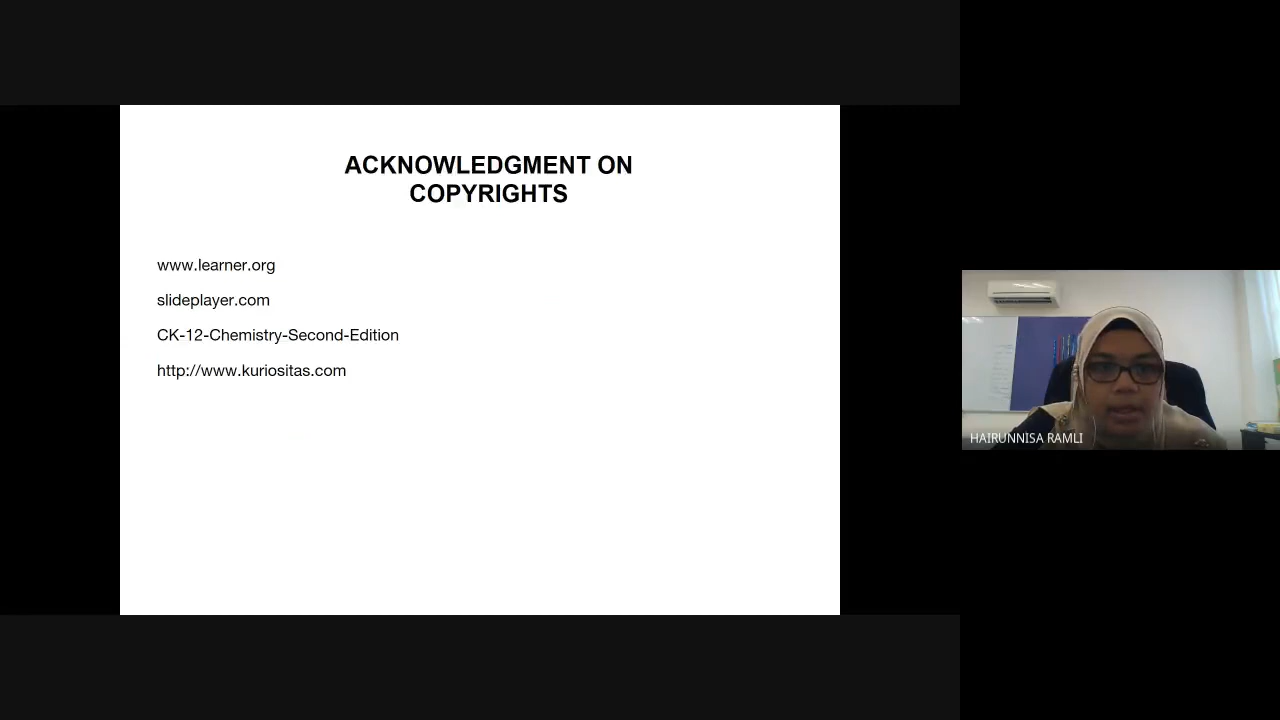 ACKNOWLEDGMENT ON
COPYRIGHTS
www.learner.org
slideplayer.com
CK-12-Chemistry-Second-Edition
http://www.kuriositas.com
HAIRUNNISA RAMLI